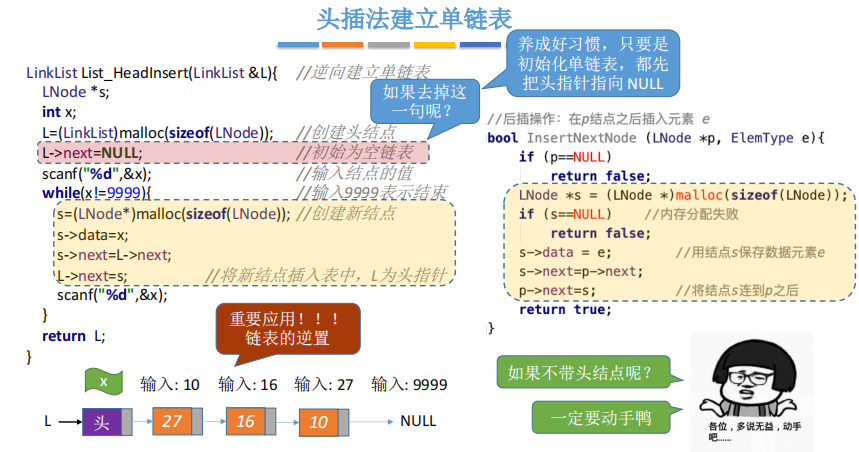 头插法建立单链表
养成好习惯，只要是
初始化单链表，都先
把头指针指向 NULL
LinkList List_HeadInsert(LinkList &L){ //逆向建立单链表
LNode *s;
int x;
如果去掉这
一句呢？
L=(LinkList)malloc(sizeof(LNode)); //创建头结点
L->next=NULL; //初始为空链表
scanf("%d",&x); //输入结点的值
while(x!=9999){ //输入9999表示结束
s=(LNode*)malloc(sizeof(LNode)); //创建新结点
s->data=x;
s->next=L->next;
L->next=s; //将新结点插入表中，L为头指针
scanf("%d",&x);
}
return L;
}
//后插操作：在p结点之后插入元素 e
bool InsertNextNode (LNode *p, ElemType e){
if (p==NULL)
return false;
LNode *s = (LNode *)malloc(sizeof(LNode));
if (s==NULL) //内存分配失败
return false;
s->data = e; //用结点s保存数据元素e
s->next=p->next;
p->next=s; //将结点s连到p之后
return true;
}
重要应用！！！
链表的逆置
x 输入: 10 输入: 16 输入: 27 输入: 9999
L 头 27 16 10 NULL
如果不带头结点呢？
一定要动手鸭
各位，多说无益，动手
吧……